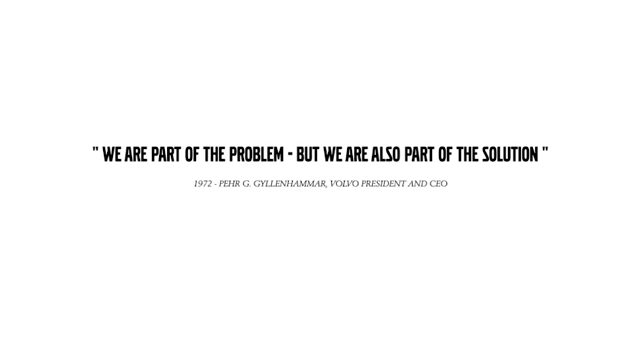 " WE ARE PART OF THE PROBLEM - BUT WE ARE ALSO PART OF THE SOLUTION "
1972 - PEHR G. GYLLENHAMMAR, VOLVO PRESIDENT AND CEO